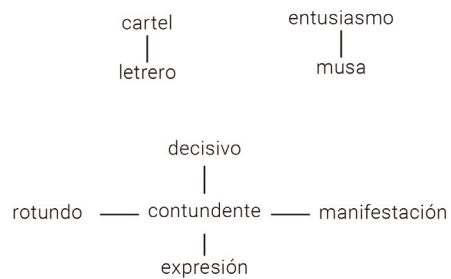 cartel
entusiasmo
letrero
musa
decisivo
rotundo contundente manifestación
expresión